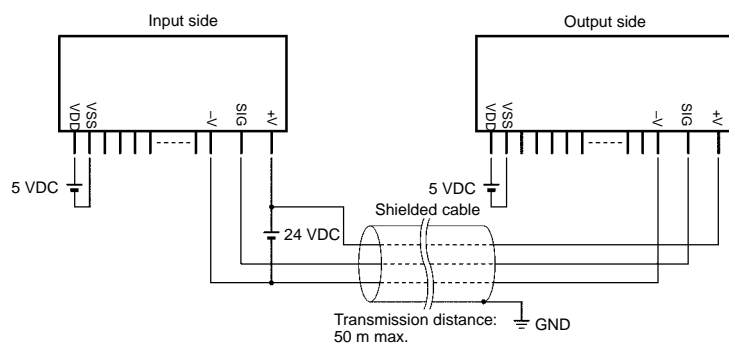 Input side
Output side
VDD
VSS
–V
SIG
+V
VDD
VSS
–V
SIG
+V
5 VDC
5 VDC
Shielded cable
24 VDC
GND
Transmission distance:
50 m max.